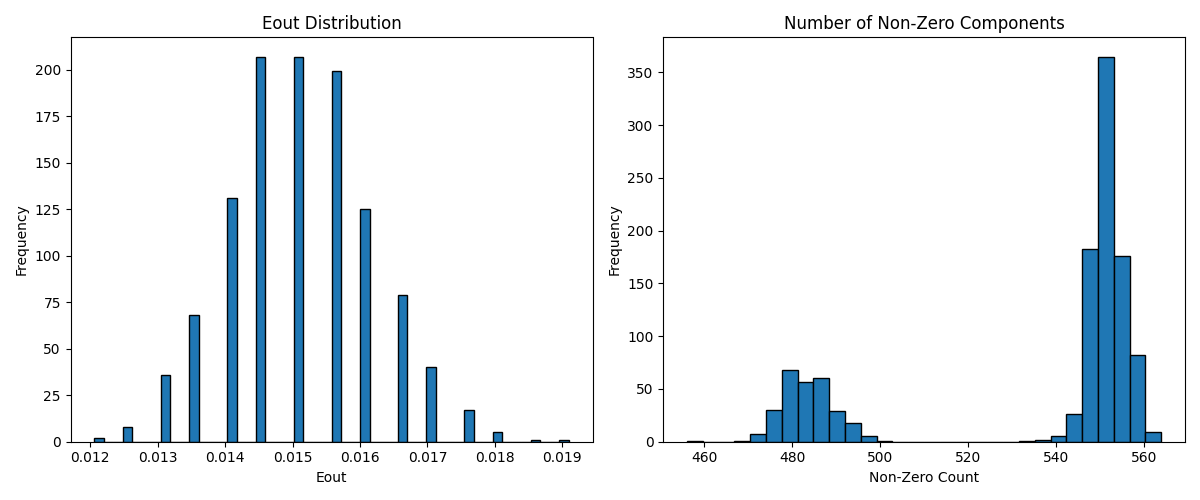 Eout Distribution
Frequency
200
175
150
125
100
75
50
25
0
0.012 0.013 0.014 0.015 0.016 0.017 0.018 0.019
Eout
Number of Non-Zero Components
Frequency
350
300
250
200
150
100
50
0
460 480 500 520 540 560
Non-Zero Count